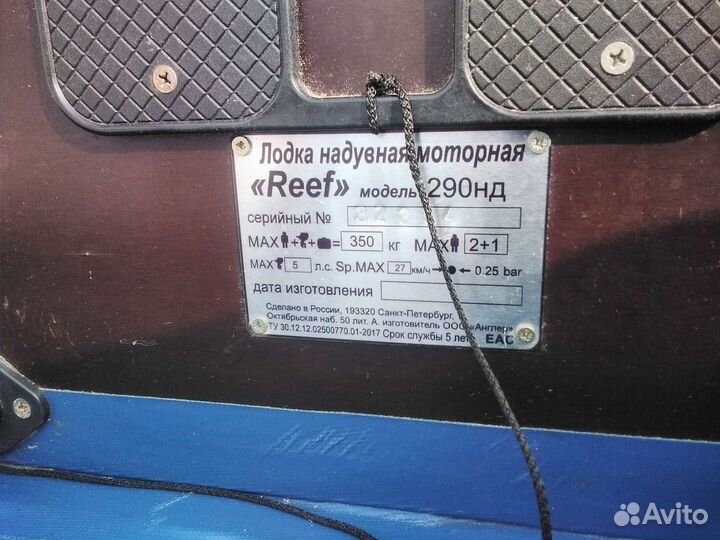 Лодка надувная моторная
«Reef» модель 290нд
серийный №
MAX + + = 350 кг MAX 2+1
MAX 5 л.с. Sp.MAX 27 км/ч → ← 0.25 bar
дата изготовления
Сделано в России, 193320 Санкт-Петербург,
Октябрьская наб. 50 лит. А. изготовитель ООО «Англер»
ТУ 30.12.12.02500770.01-2017 Срок службы 5 лет. EAC
Avito